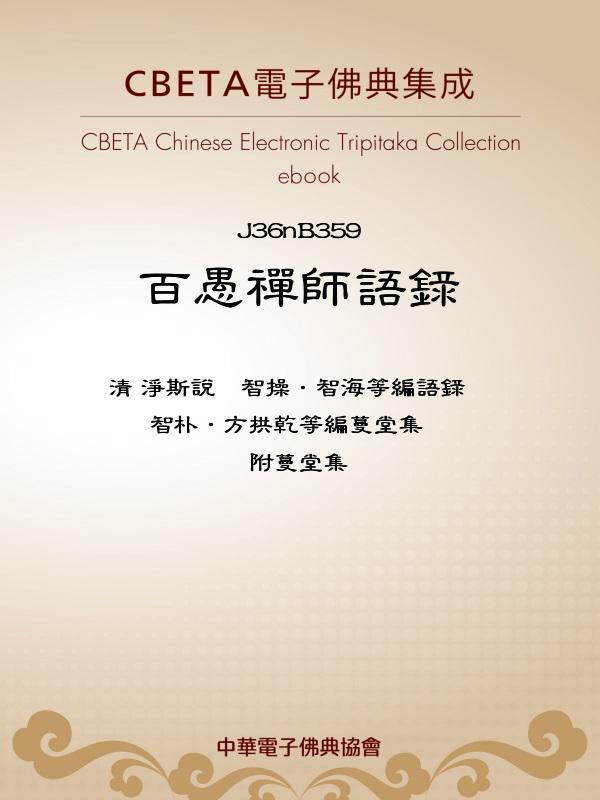 CBETA電子佛典集成
CBETA Chinese Electronic Tripitaka Collection
ebook
J36nB359
百愚禪師語錄
清 淨斯說　智操．智海等編語錄
智朴．方拱乾等編蔓堂集
附蔓堂集
中華電子佛典協會